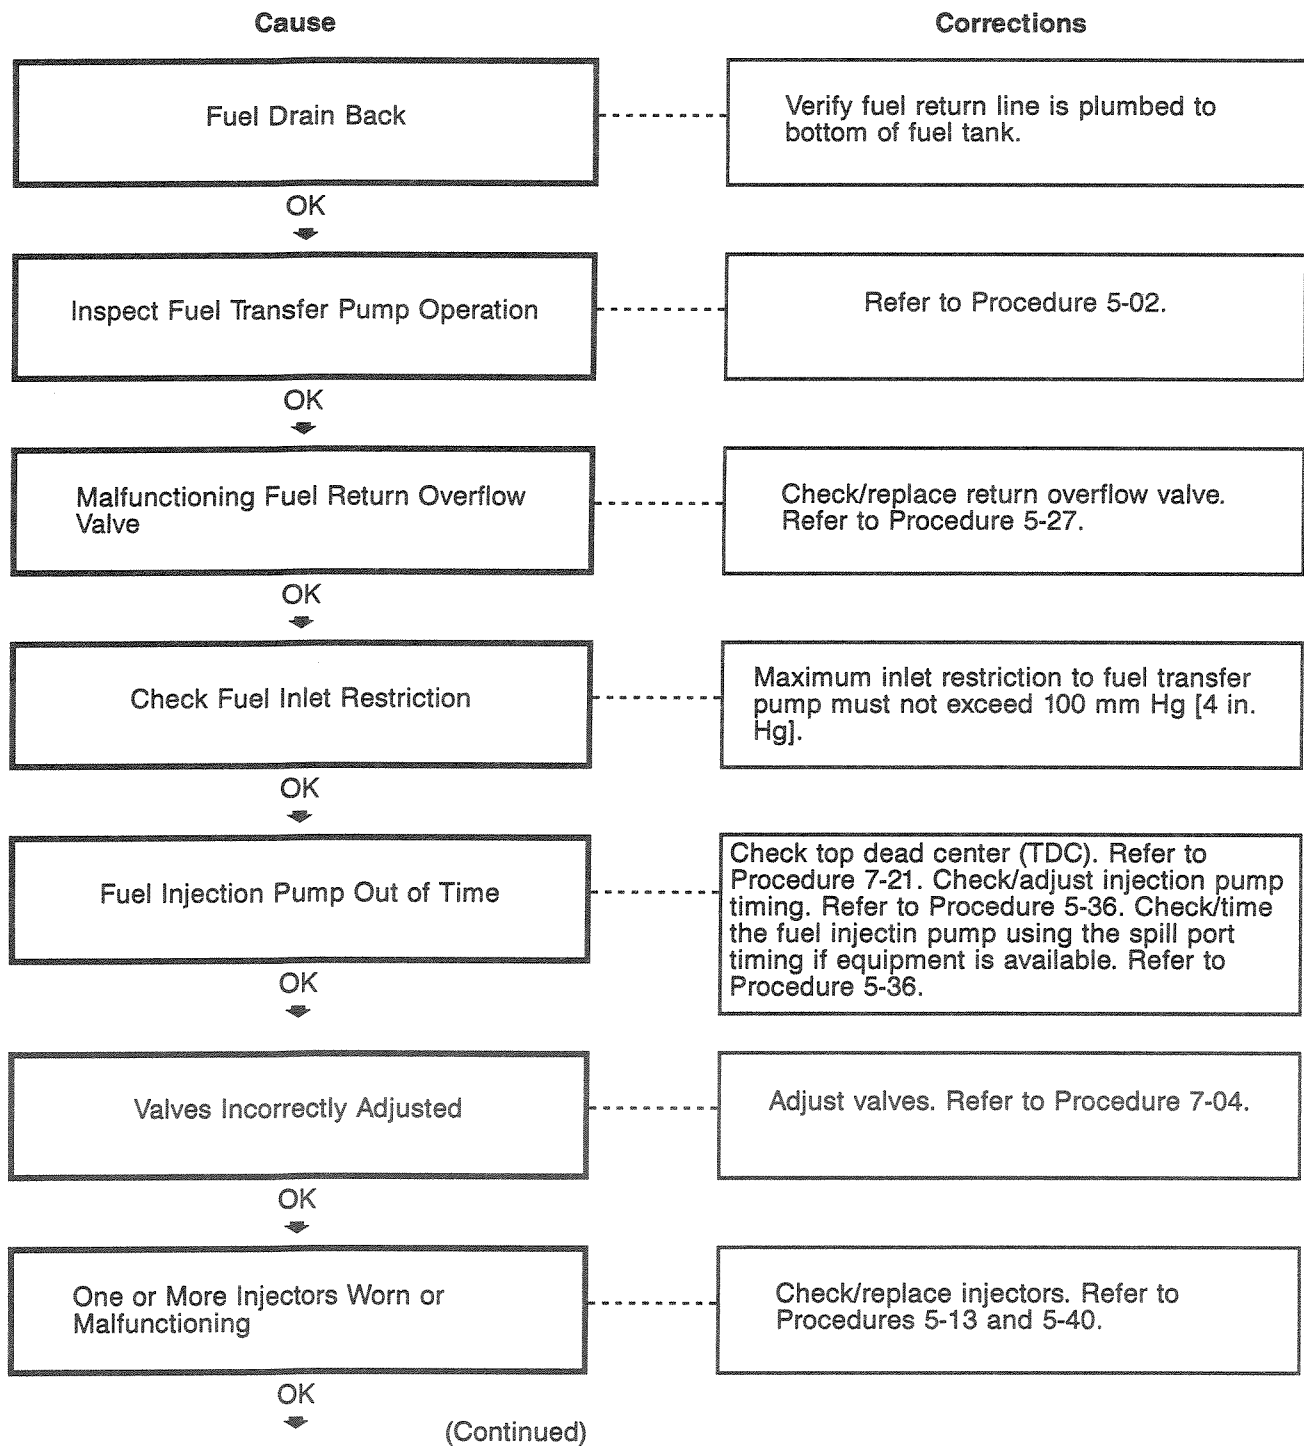 Cause
Corrections
Fuel Drain Back
Verify fuel return line is plumbed to
bottom of fuel tank.
OK
Inspect Fuel Transfer Pump Operation
Refer to Procedure 5-02.
OK
Malfunctioning Fuel Return Overflow
Valve
Check/replace return overflow valve.
Refer to Procedure 5-27.
OK
Check Fuel Inlet Restriction
Maximum inlet restriction to fuel transfer
pump must not exceed 100 mm Hg [4 in.
Hg].
OK
Fuel Injection Pump Out of Time
Check top dead center (TDC). Refer to
Procedure 7-21. Check/adjust injection pump
timing. Refer to Procedure 5-36. Check/time
the fuel injectin pump using the spill port
timing if equipment is available. Refer to
Procedure 5-36.
OK
Valves Incorrectly Adjusted
Adjust valves. Refer to Procedure 7-04.
OK
One or More Injectors Worn or
Malfunctioning
Check/replace injectors. Refer to
Procedures 5-13 and 5-40.
OK
(Continued)